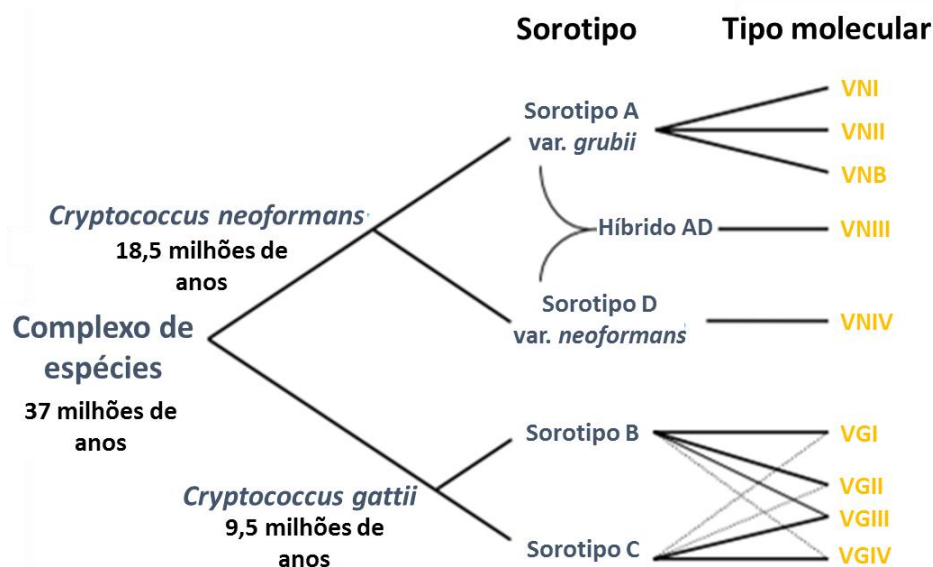 Sorotipo
Tipo molecular
Sorotipo A
var. grubii
VNI
VNII
VNB
Cryptococcus neoformans
18,5 milhões de
anos
Híbrido AD
VNIII
Sorotipo D
var. neoformans
VNIV
Complexo de
espécies
37 milhões de
anos
Sorotipo B
VGI
VGII
VGIII
VGIV
Cryptococcus gattii
9,5 milhões de
anos
Sorotipo C